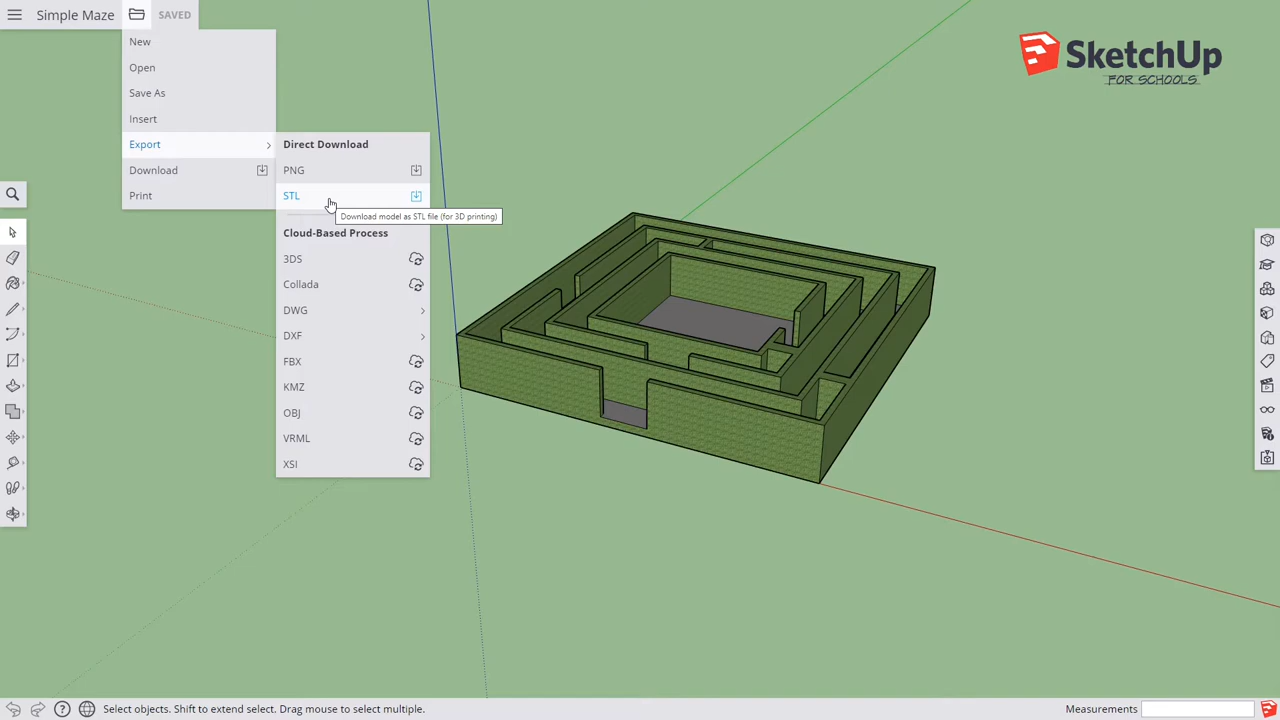 Simple Maze
SAVED
SketchUp
FOR SCHOOLS
New
Open
Save As
Insert
Export
Download
Print
Direct Download
PNG
STL
Download model as STL file (for 3D printing)
Cloud-Based Process
3DS
Collada
DWG
DXF
FBX
KMZ
OBJ
VRML
XSI
Select objects. Shift to extend select. Drag mouse to select multiple.
Measurements